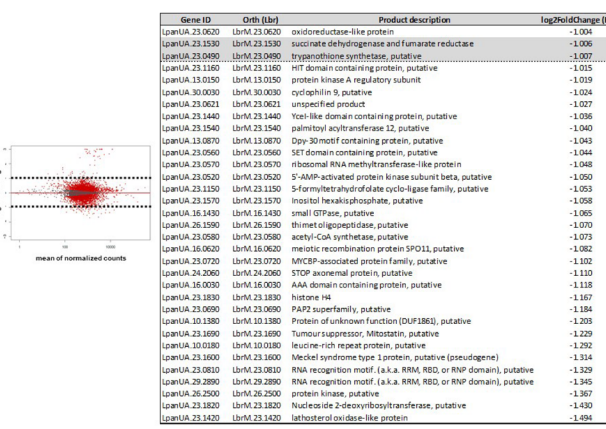 Gene ID Orth (Lbr) Product description log2FoldChange (
LpanUA.23.0620 LbrM.23.0620 oxidoreductase-like protein -1.004
LpanUA.23.1530 LbrM.23.1530 succinate dehydrogenase and fumarate reductase -1.006
LpanUA.23.0490 LbrM.23.0490 trypanothione synthetase, putative -1.007
LpanUA.23.1160 LbrM.23.1160 HIT domain containing protein, putative -1.015
LpanUA.13.0150 LbrM.13.0150 protein kinase A regulatory subunit -1.019
LpanUA.30.0030 LbrM.30.0030 cyclophilin 9, putative -1.024
LpanUA.23.0621 LbrM.23.0621 unspecified product -1.027
LpanUA.23.1440 LbrM.23.1440 YceI-like domain containing protein, putative -1.036
LpanUA.23.1540 LbrM.23.1540 palmitoyl acyltransferase 12, putative -1.040
LpanUA.13.0870 LbrM.13.0870 Dpy-30 motif containing protein, putative -1.043
LpanUA.23.0560 LbrM.23.0560 SET domain containing protein, putative -1.044
LpanUA.23.0570 LbrM.23.0570 ribosomal RNA methyltransferase-like protein -1.048
LpanUA.23.0520 LbrM.23.0520 5'-AMP-activated protein kinase subunit beta, putative -1.050
LpanUA.23.1150 LbrM.23.1150 5-formyltetrahydrofolate cyclo-ligase family, putative -1.053
LpanUA.23.1570 LbrM.23.1570 Inositol hexakisphosphate, putative -1.058
LpanUA.16.1430 LbrM.16.1430 small GTPase, putative -1.065
LpanUA.26.1590 LbrM.26.1590 thimet oligopeptidase, putative -1.070
LpanUA.23.0580 LbrM.23.0580 acetyl-CoA synthetase, putative -1.073
LpanUA.16.0620 LbrM.16.0620 meiotic recombination protein SPO11, putative -1.082
LpanUA.23.0720 LbrM.23.0720 MYCBP-associated protein family, putative -1.102
LpanUA.24.2060 LbrM.24.2060 STOP axonemal protein, putative -1.110
LpanUA.16.0030 LbrM.16.0030 AAA domain containing protein, putative -1.118
LpanUA.23.1830 LbrM.23.1830 histone H4 -1.167
LpanUA.23.0690 LbrM.23.0690 PAP2 superfamily, putative -1.184
LpanUA.10.1380 LbrM.10.1380 Protein of unknown function (DUF1861), putative -1.203
LpanUA.23.1690 LbrM.23.1690 Tumour suppressor, Mitostatin, putative -1.229
LpanUA.10.0180 LbrM.10.0180 leucine-rich repeat protein, putative -1.292
LpanUA.23.1600 LbrM.23.1600 Meckel syndrome type 1 protein, putative (pseudogene) -1.314
LpanUA.23.0810 LbrM.23.0810 RNA recognition motif. (a.k.a. RRM, RBD, or RNP domain), putative -1.329
LpanUA.29.2890 LbrM.29.2890 RNA recognition motif. (a.k.a. RRM, RBD, or RNP domain), putative -1.345
LpanUA.26.2500 LbrM.26.2500 protein kinase, putative -1.367
LpanUA.23.1820 LbrM.23.1820 Nucleoside 2-deoxyribosyltransferase, putative -1.430
LpanUA.23.1420 LbrM.23.1420 lathosterol oxidase-like protein -1.494
mean of normalized counts